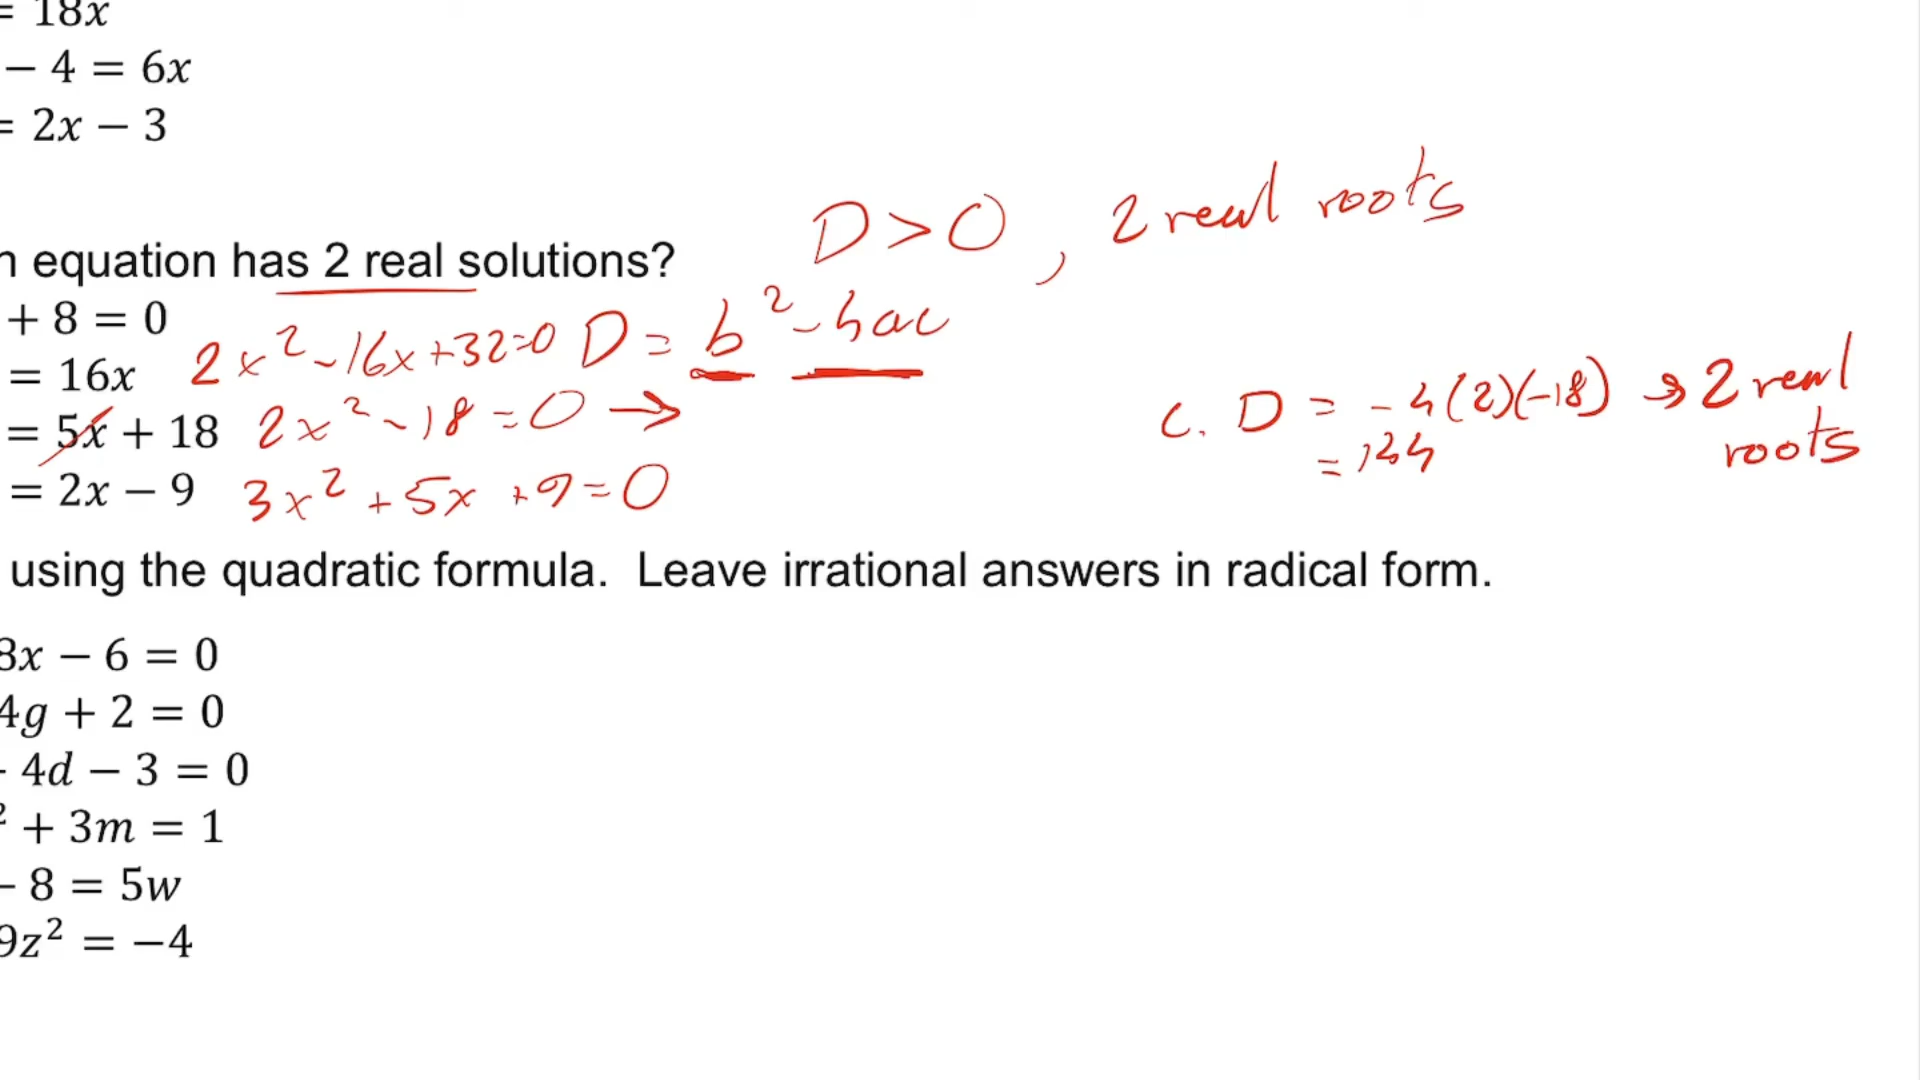 = 18x
− 4 = 6x
= 2x − 3
D > 0 , 2 real roots
equation has 2 real solutions?
+ 8 = 0
2x² - 16x + 32 = 0 D = b² - 4ac
= 16x
= 5x + 18 2x² - 18 = 0 → c. D = -4(2)(-18) → 2 real roots
= 144
= 2x − 9 3x² + 5x + 9 = 0
using the quadratic formula. Leave irrational answers in radical form.
8x − 6 = 0
4g + 2 = 0
4d − 3 = 0
² + 3m = 1
− 8 = 5w
9z² = −4